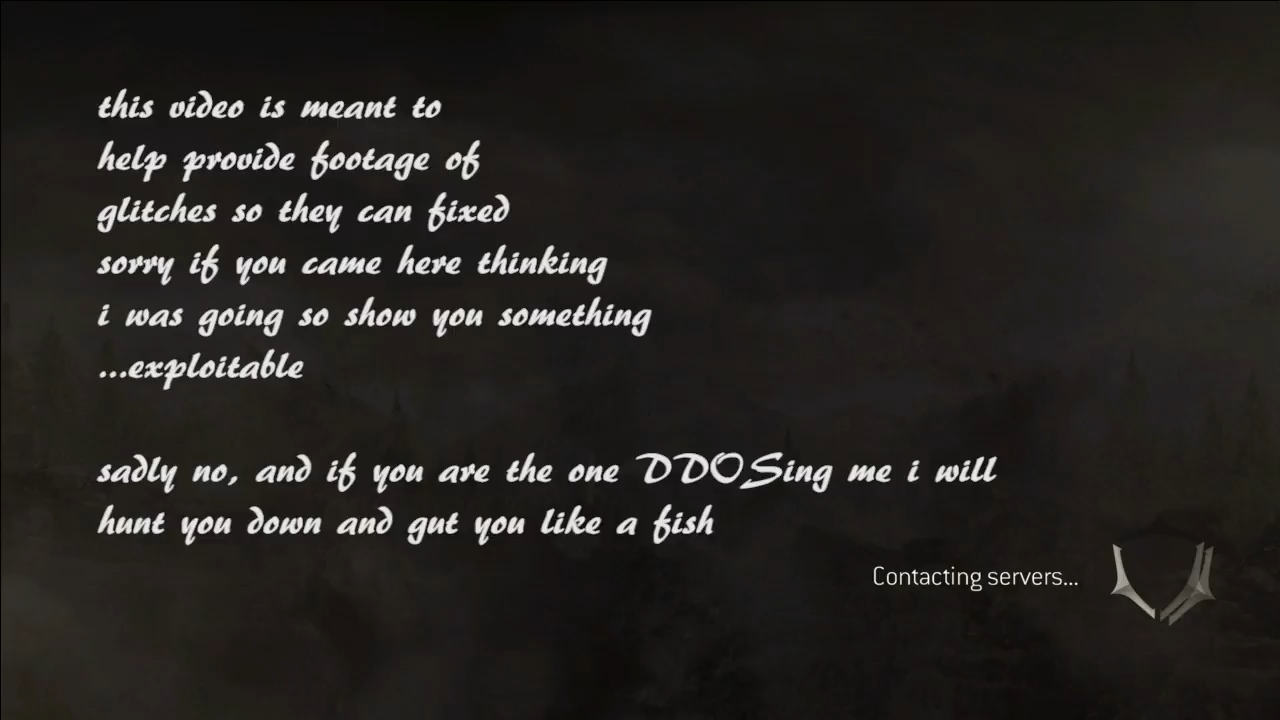 this video is meant to
help provide footage of
glitches so they can fixed
sorry if you came here thinking
i was going so show you something
...exploitable
sadly no, and if you are the one DDOSing me i will
hunt you down and gut you like a fish
Contacting servers...